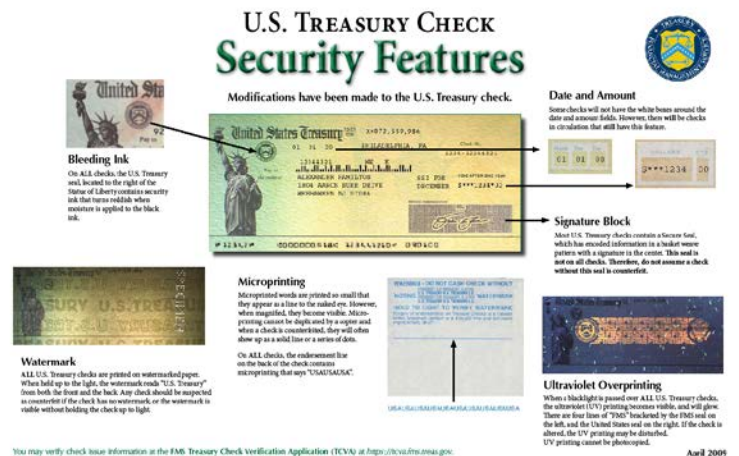 U.S. TREASURY CHECK
Security Features
Modifications have been made to the U.S. Treasury check.
United Sta
Bleeding Ink
On ALL checks, the U.S. Treasury
seal, located to the right of the
Statue of Liberty contains security
ink that turns reddish when
moisture is applied to the black
ink.
United States Treasury
01 01 00 PHILADELPHIA, PA
ALEXANDER HAMILTON
DECEMBER
Date and Amount
Some checks will not have the white boxes around the
date and amount fields. However, there will be checks
in circulation that still have this feature.
01 01 00
$***1234 00
Signature Block
Most U.S. Treasury checks contain a Secure Seal,
which has encoded information in a basket weave
pattern with a signature in the center. This seal is
not on all checks. Therefore, do not assume a check
without this seal is counterfeit.
SPECIMEN
Watermark
ALL U.S. Treasury checks are printed on watermarked paper.
When held up to the light, the watermark reads "U.S. Treasury"
from both the front and the back. Any check should be suspected
as counterfeit if the check has no watermark, or the watermark is
visible without holding the check up to light.
Microprinting
Microprinted words are printed so small that
they appear as a line to the naked eye. However,
when magnified, they become visible. Micro-
printing cannot be duplicated by a copier and
when a check is counterfeited, they will often
show up as a solid line or a series of dots.
On ALL checks, the endorsement line
on the back of the check contains
microprinting that says "USAUSAUSA".
Ultraviolet Overprinting
When a blacklight is passed over ALL U.S. Treasury checks,
the ultraviolet (UV) printing becomes visible, and will glow.
There are four lines of "FMS" bracketed by the FMS seal on
the left, and the United States seal on the right. If the check is
altered, the UV printing may be disturbed.
UV printing cannot be photocopied.
You may verify check issue information at the FMS Treasury Check Verification Application (TCVA) at https://tcva.fms.treas.gov.
April 2009